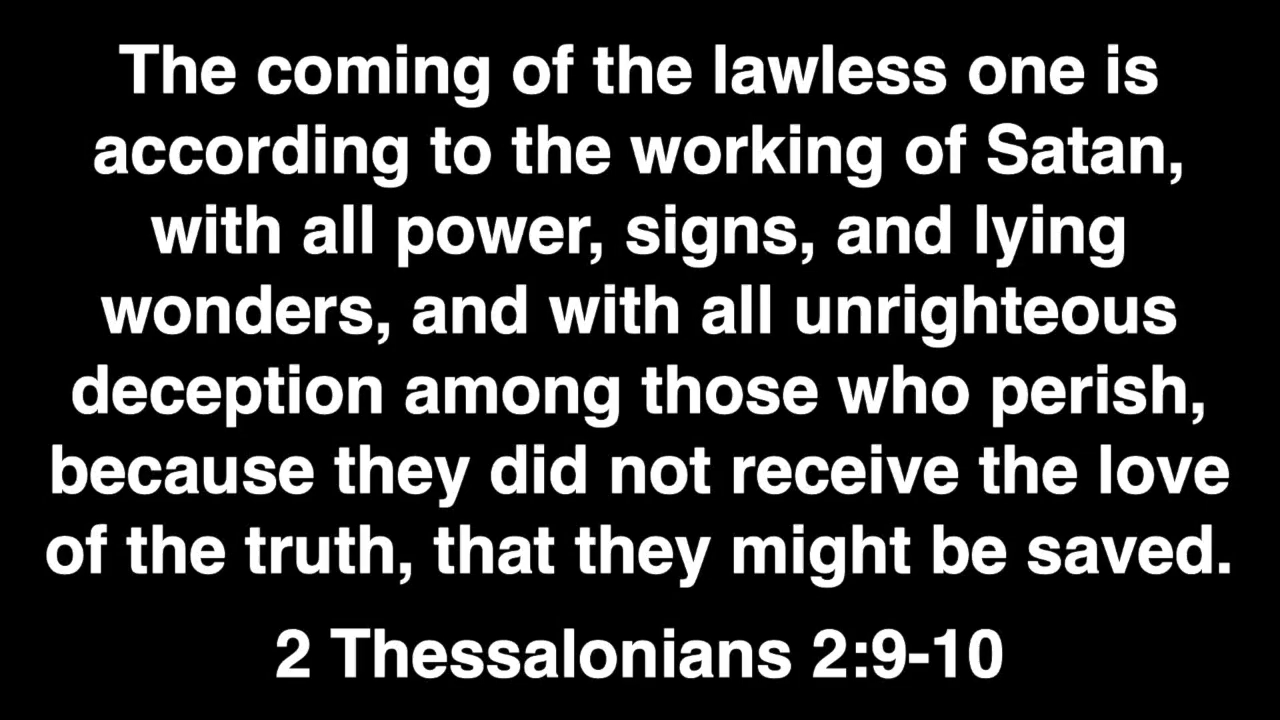 The coming of the lawless one is
according to the working of Satan,
with all power, signs, and lying
wonders, and with all unrighteous
deception among those who perish,
because they did not receive the love
of the truth, that they might be saved.
2 Thessalonians 2:9-10